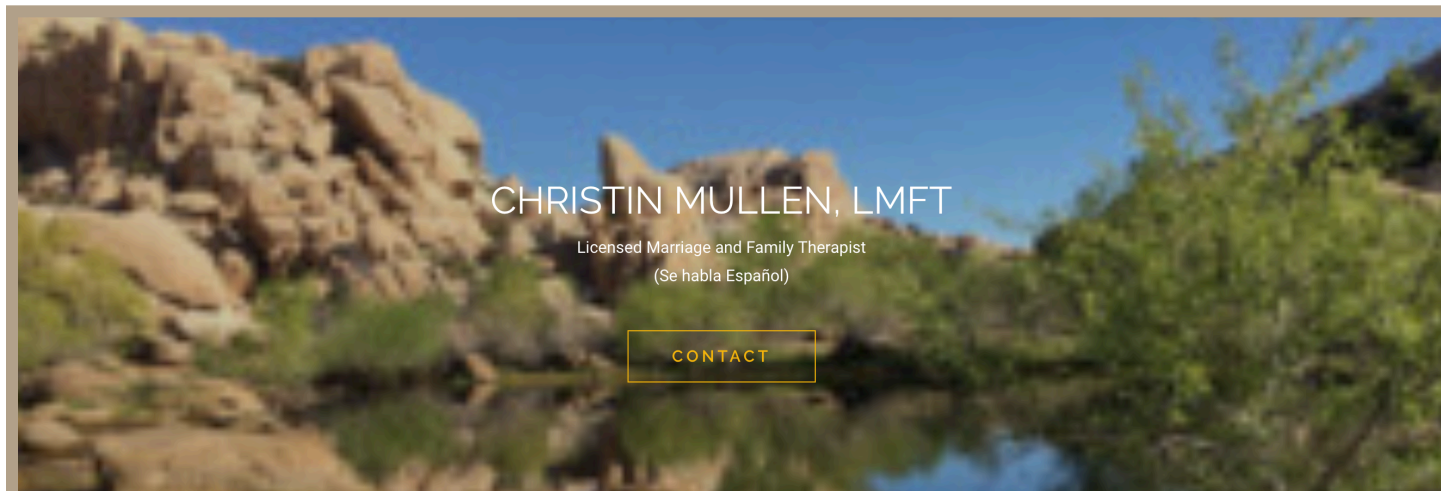 CHRISTIN MULLEN, LMFT
Licensed Marriage and Family Therapist
(Se habla Español)
CONTACT